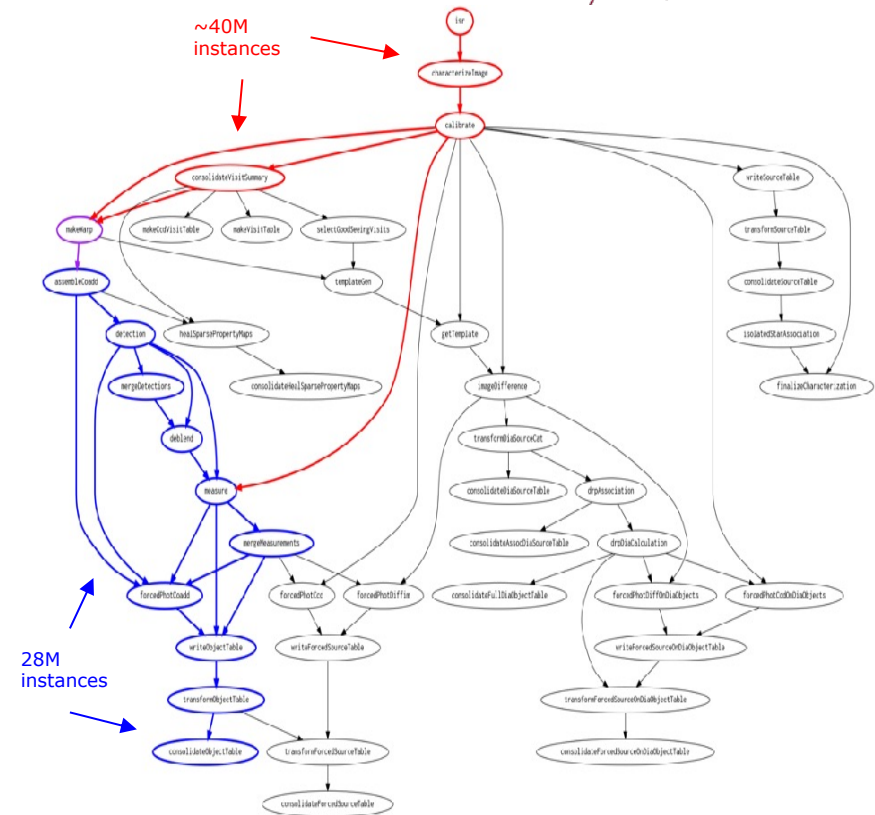 ~40M
instances
isr
characterizeImage
calibrate
consolidateVisitSummary
writeSourceTable
makeWarp
makeCcdVisitTable
makeVisitTable
selectGoodSeeingVisits
transformSourceTable
assembleCoadd
templateGen
consolidateSourceTable
detection
healSparsePropertyMaps
getTemplate
isolatedStarAssociation
mergeDetections
consolidateHealSparsePropertyMaps
imageDifference
finalizeCharacterization
deblend
transformDiaSourceCat
measure
consolidateDiaSourceTable
drpAssociation
mergeMeasurements
consolidateAssocDiaSourceTable
drpDiaCalculation
forcedPhotCoadd
forcedPhotCcd
forcedPhotDiffim
consolidateFullDiaObjectTable
forcedPhotDiffOnDiaObjects
forcedPhotCcdOnDiaObjects
28M
instances
writeObjectTable
writeForcedSourceTable
writeForcedSourceOnDiaObjectTable
transformObjectTable
transformForcedSourceOnDiaObjectTable
consolidateObjectTable
transformForcedSourceTable
consolidateForcedSourceOnDiaObjectTable
consolidateForcedSourceTable